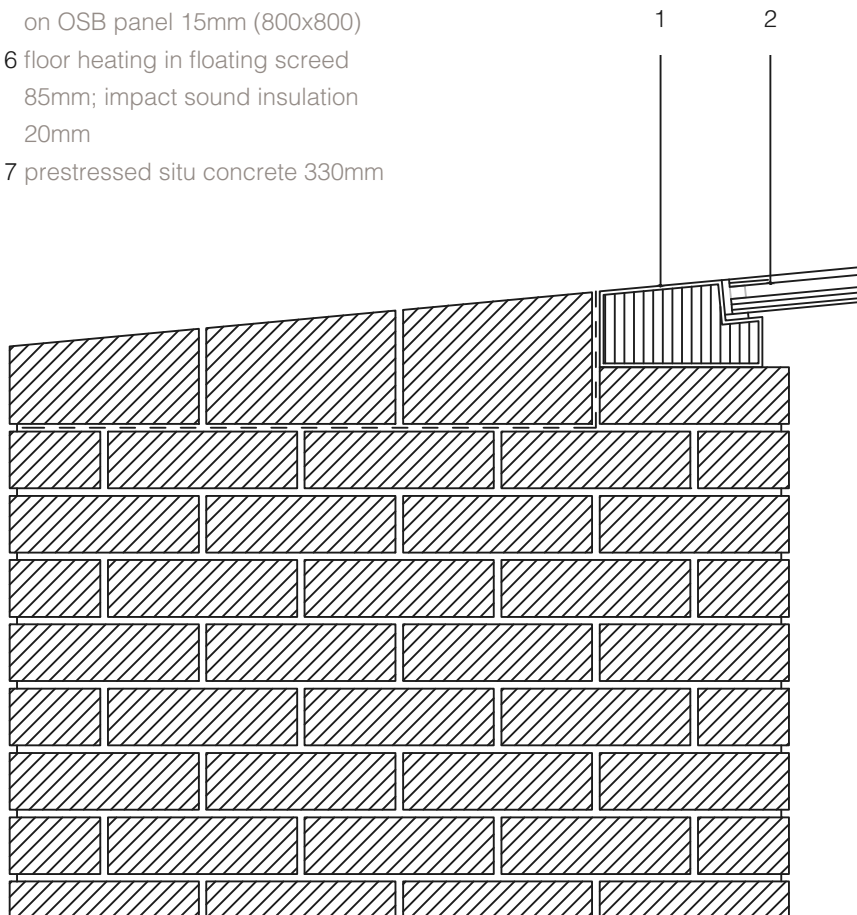 on OSB panel 15mm (800x800)
6 floor heating in floating screed
85mm; impact sound insulation
20mm
7 prestressed situ concrete 330mm
1 2